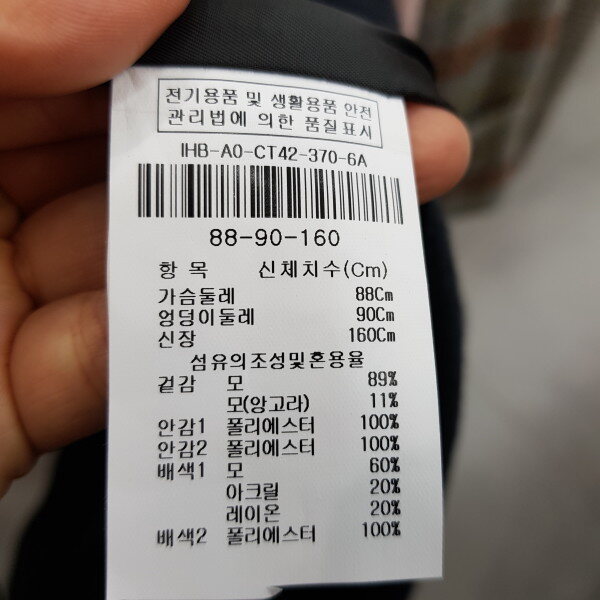 전기용품 및 생활용품 안전
관리법에 의한 품질표시
IHB-A0-CT42-370-6A
88-90-160
항 목 신체치수(Cm)
가슴둘레 88Cm
엉덩이둘레 90Cm
신장 160Cm
섬유의조성및혼용율
겉감 모 89%
모(앙고라) 11%
안감1 폴리에스터 100%
안감2 폴리에스터 100%
배색1 모 60%
아크릴 20%
레이온 20%
배색2 폴리에스터 100%